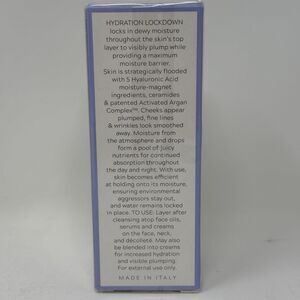 HYDRATION LOCKDOWN
locks in dewy moisture
throughout the skin's top
layer to visibly plump while
providing a maximum
moisture barrier.
Skin is strategically flooded
with 5 Hyaluronic Acid
moisture-magnet
ingredients, ceramides
& patented Activated Argan
Complex™. Cheeks appear
plumped, fine lines
& wrinkles look smoothed
away. Moisture from
the atmosphere and drops
form a pool of juicy
nutrients for continued
absorption throughout the
day and night. With use,
skin becomes efficient
at holding onto its moisture,
ensuring environmental
aggressors stay out,
and water remains locked
in place. TO USE: Layer after
cleansing atop face oils,
serums and creams
on the face, neck,
and décolleté. May also
be blended into creams
for increased hydration
and visible plumping.
For external use only.
MADE IN ITALY